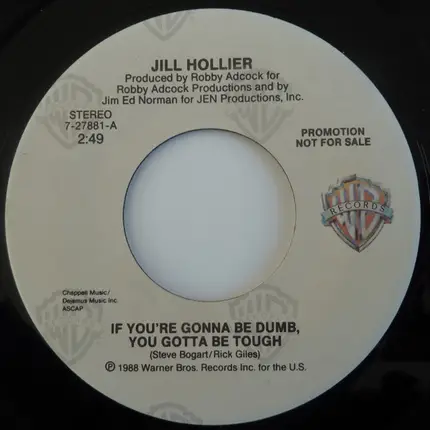 JILL HOLLIER
Produced by Robby Adcock for
Robby Adcock Productions and by
Jim Ed Norman for JEN Productions, Inc.
STEREO
7-27881-A
2:49
PROMOTION
NOT FOR SALE
WB
RECORDS
Chappell Music/
Dejamus Music Inc.
ASCAP
IF YOU'RE GONNA BE DUMB,
YOU GOTTA BE TOUGH
(Steve Bogart/Rick Giles)
℗ 1988 Warner Bros. Records Inc. for the U.S.